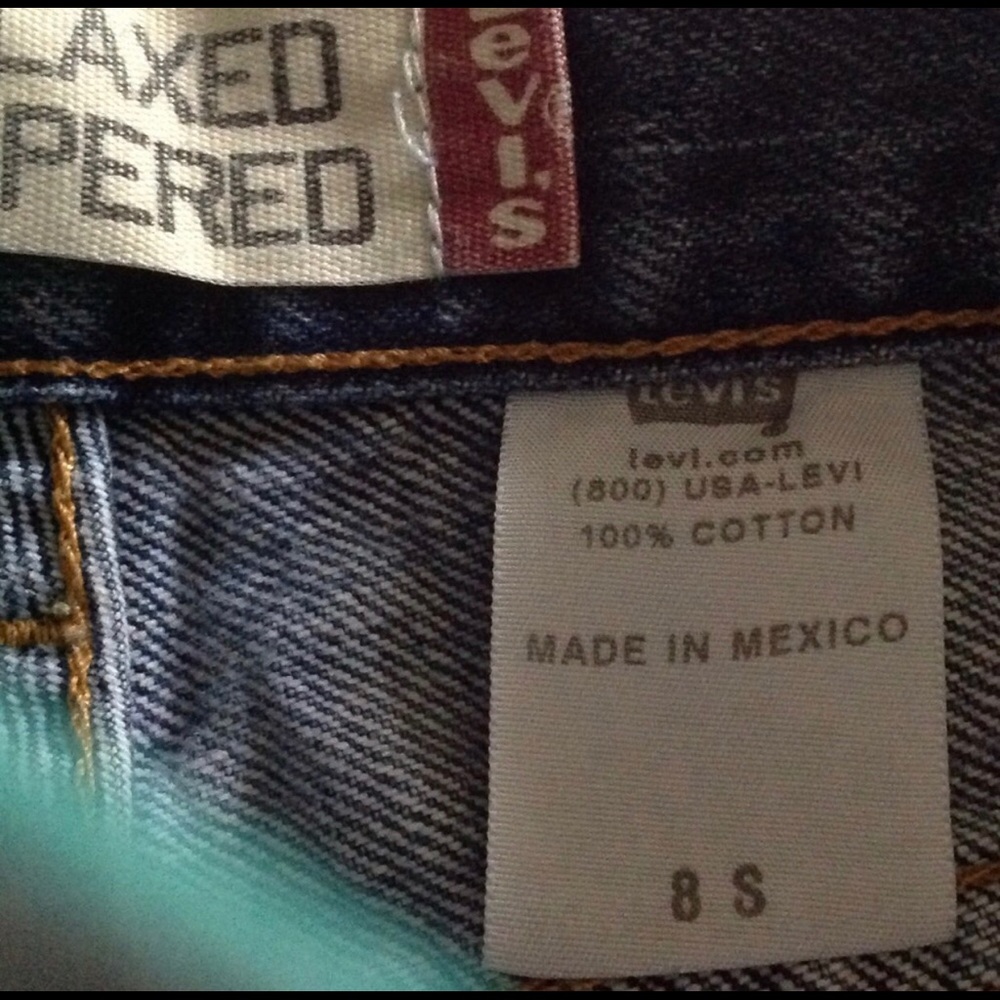 LAXED
PERED
Levi's
Levi's
levi.com
(800) USA-LEVI
100% COTTON
MADE IN MEXICO
8 S